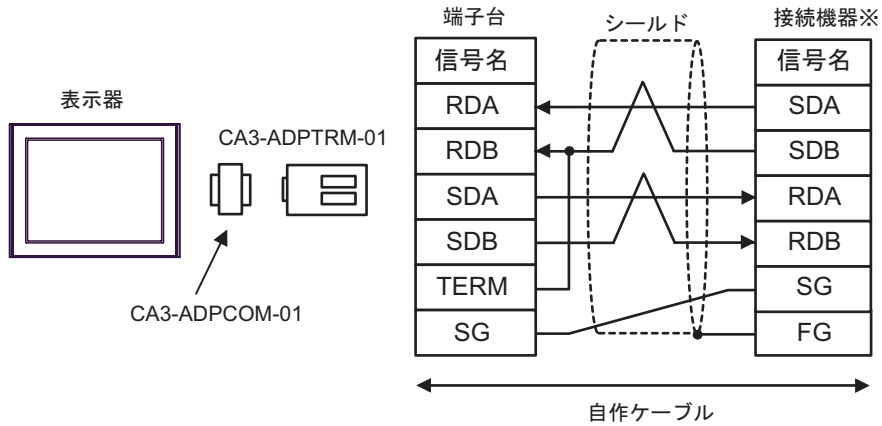 表示器
CA3-ADPTRM-01
CA3-ADPCOM-01
端子台
シールド
接続機器※
信号名
信号名
RDA
SDA
RDB
SDB
SDA
RDA
SDB
RDB
TERM
SG
SG
FG
自作ケーブル